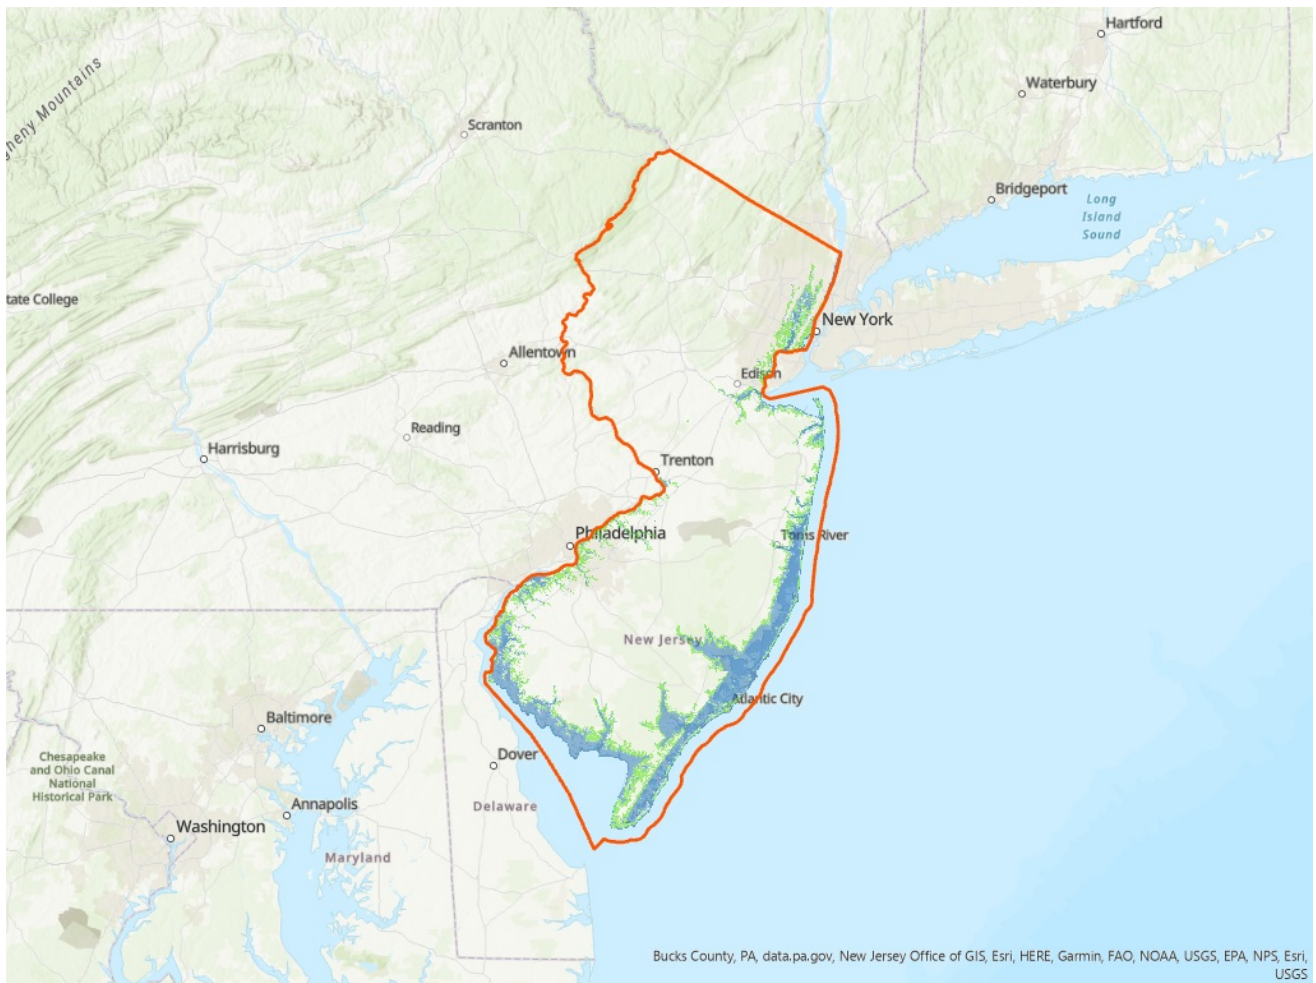 Hartford
Waterbury
gheny Mountains
Scranton
Bridgeport
Long
Island
Sound
tate College
New York
Allentown
Edison
Reading
Harrisburg
Trenton
Philadelphia
Toms River
New Jersey
Atlantic City
Baltimore
Dover
Chesapeake
and Ohio Canal
National
Historical Park
Annapolis
Delaware
Washington
Maryland
Bucks County, PA, data.pa.gov, New Jersey Office of GIS, Esri, HERE, Garmin, FAO, NOAA, USGS, EPA, NPS, Esri,
USGS